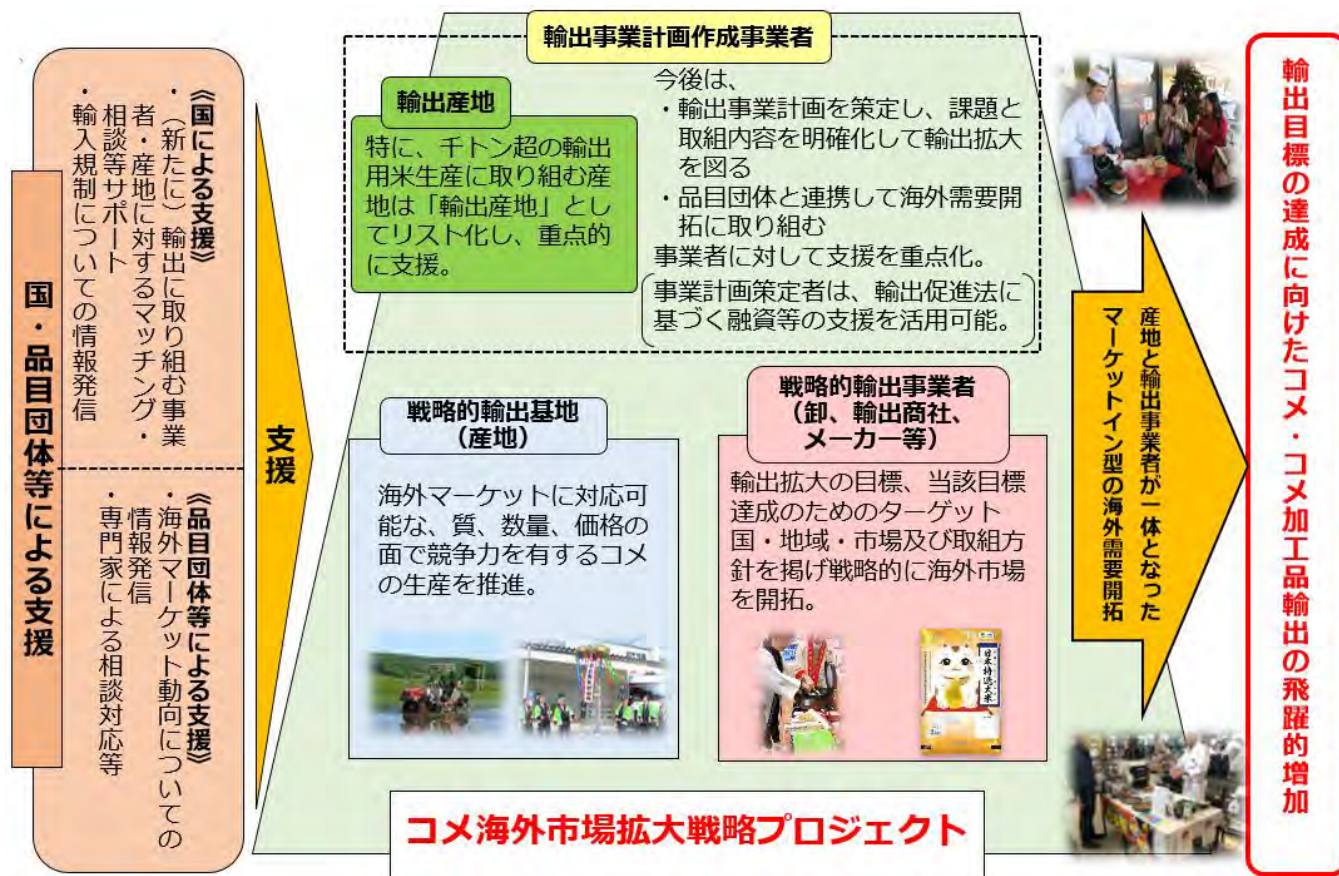 国・品目団体等による支援
《国による支援》
・（新たに）輸出に取り組む事業
者・産地に対するマッチング・
相談等サポート
・輸入規制についての情報発信
《品目団体等による支援》
・海外マーケット動向についての
情報発信
・専門家による相談対応等
支援
輸出事業計画作成事業者
輸出産地
特に、千トン超の輸出
用米生産に取り組む産
地は「輸出産地」とし
てリスト化し、重点的
に支援。
今後は、
・輸出事業計画を策定し、課題と
取組内容を明確化して輸出拡大
を図る
・品目団体と連携して海外需要開
拓に取り組む
事業者に対して支援を重点化。
事業計画策定者は、輸出促進法に
基づく融資等の支援を活用可能。
戦略的輸出基地
（産地）
海外マーケットに対応可
能な、質、数量、価格の
面で競争力を有するコメ
の生産を推進。
戦略的輸出事業者
（卸、輸出商社、
メーカー等）
輸出拡大の目標、当該目標
達成のためのターゲット
国・地域・市場及び取組方
針を掲げ戦略的に海外市場
を開拓。
日本特選大米
コメ海外市場拡大戦略プロジェクト
産地と輸出事業者が一体となった
マーケットイン型の海外需要開拓
輸出目標の達成に向けたコメ・コメ加工品輸出の飛躍的増加